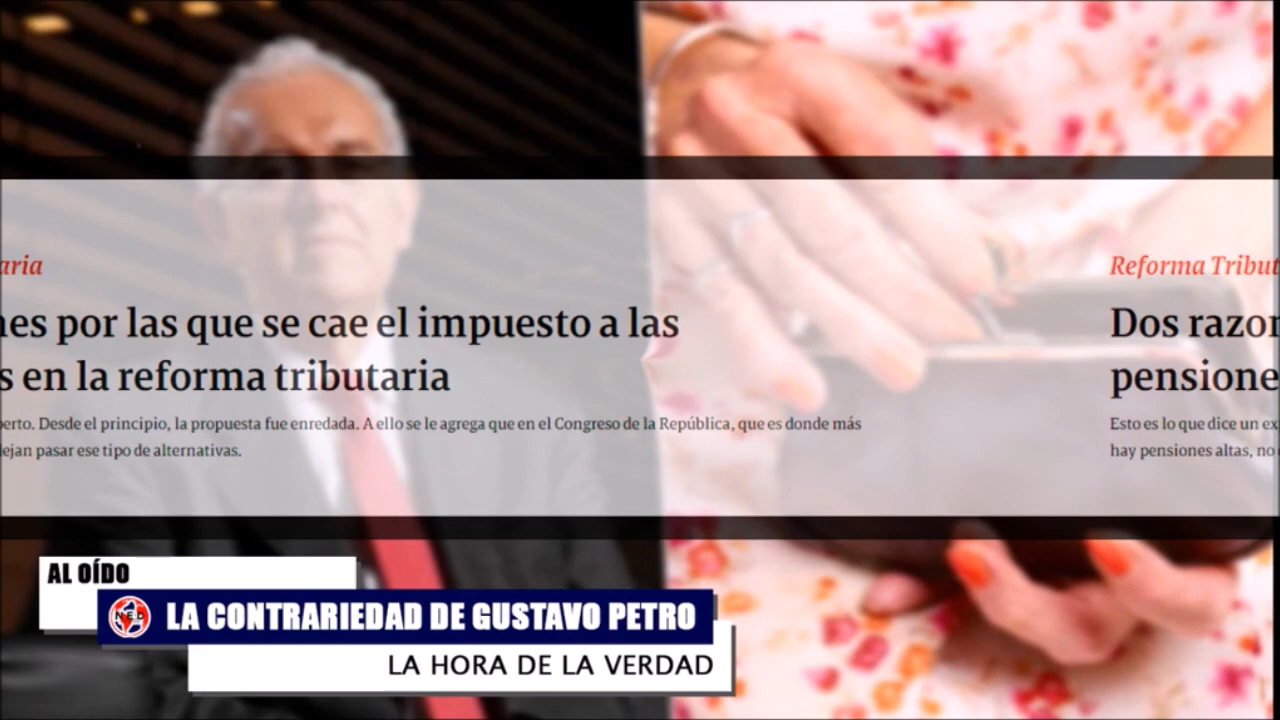 aria
nes por las que se cae el impuesto a las
s en la reforma tributaria
perto. Desde el principio, la propuesta fue enredada. A ello se le agrega que en el Congreso de la República, que es donde más
dejan pasar ese tipo de alternativas.
Reforma Tribut
Dos razon
pensione
Esto es lo que dice un ex
hay pensiones altas, no
AL OÍDO
LA CONTRARIEDAD DE GUSTAVO PETRO
LA HORA DE LA VERDAD